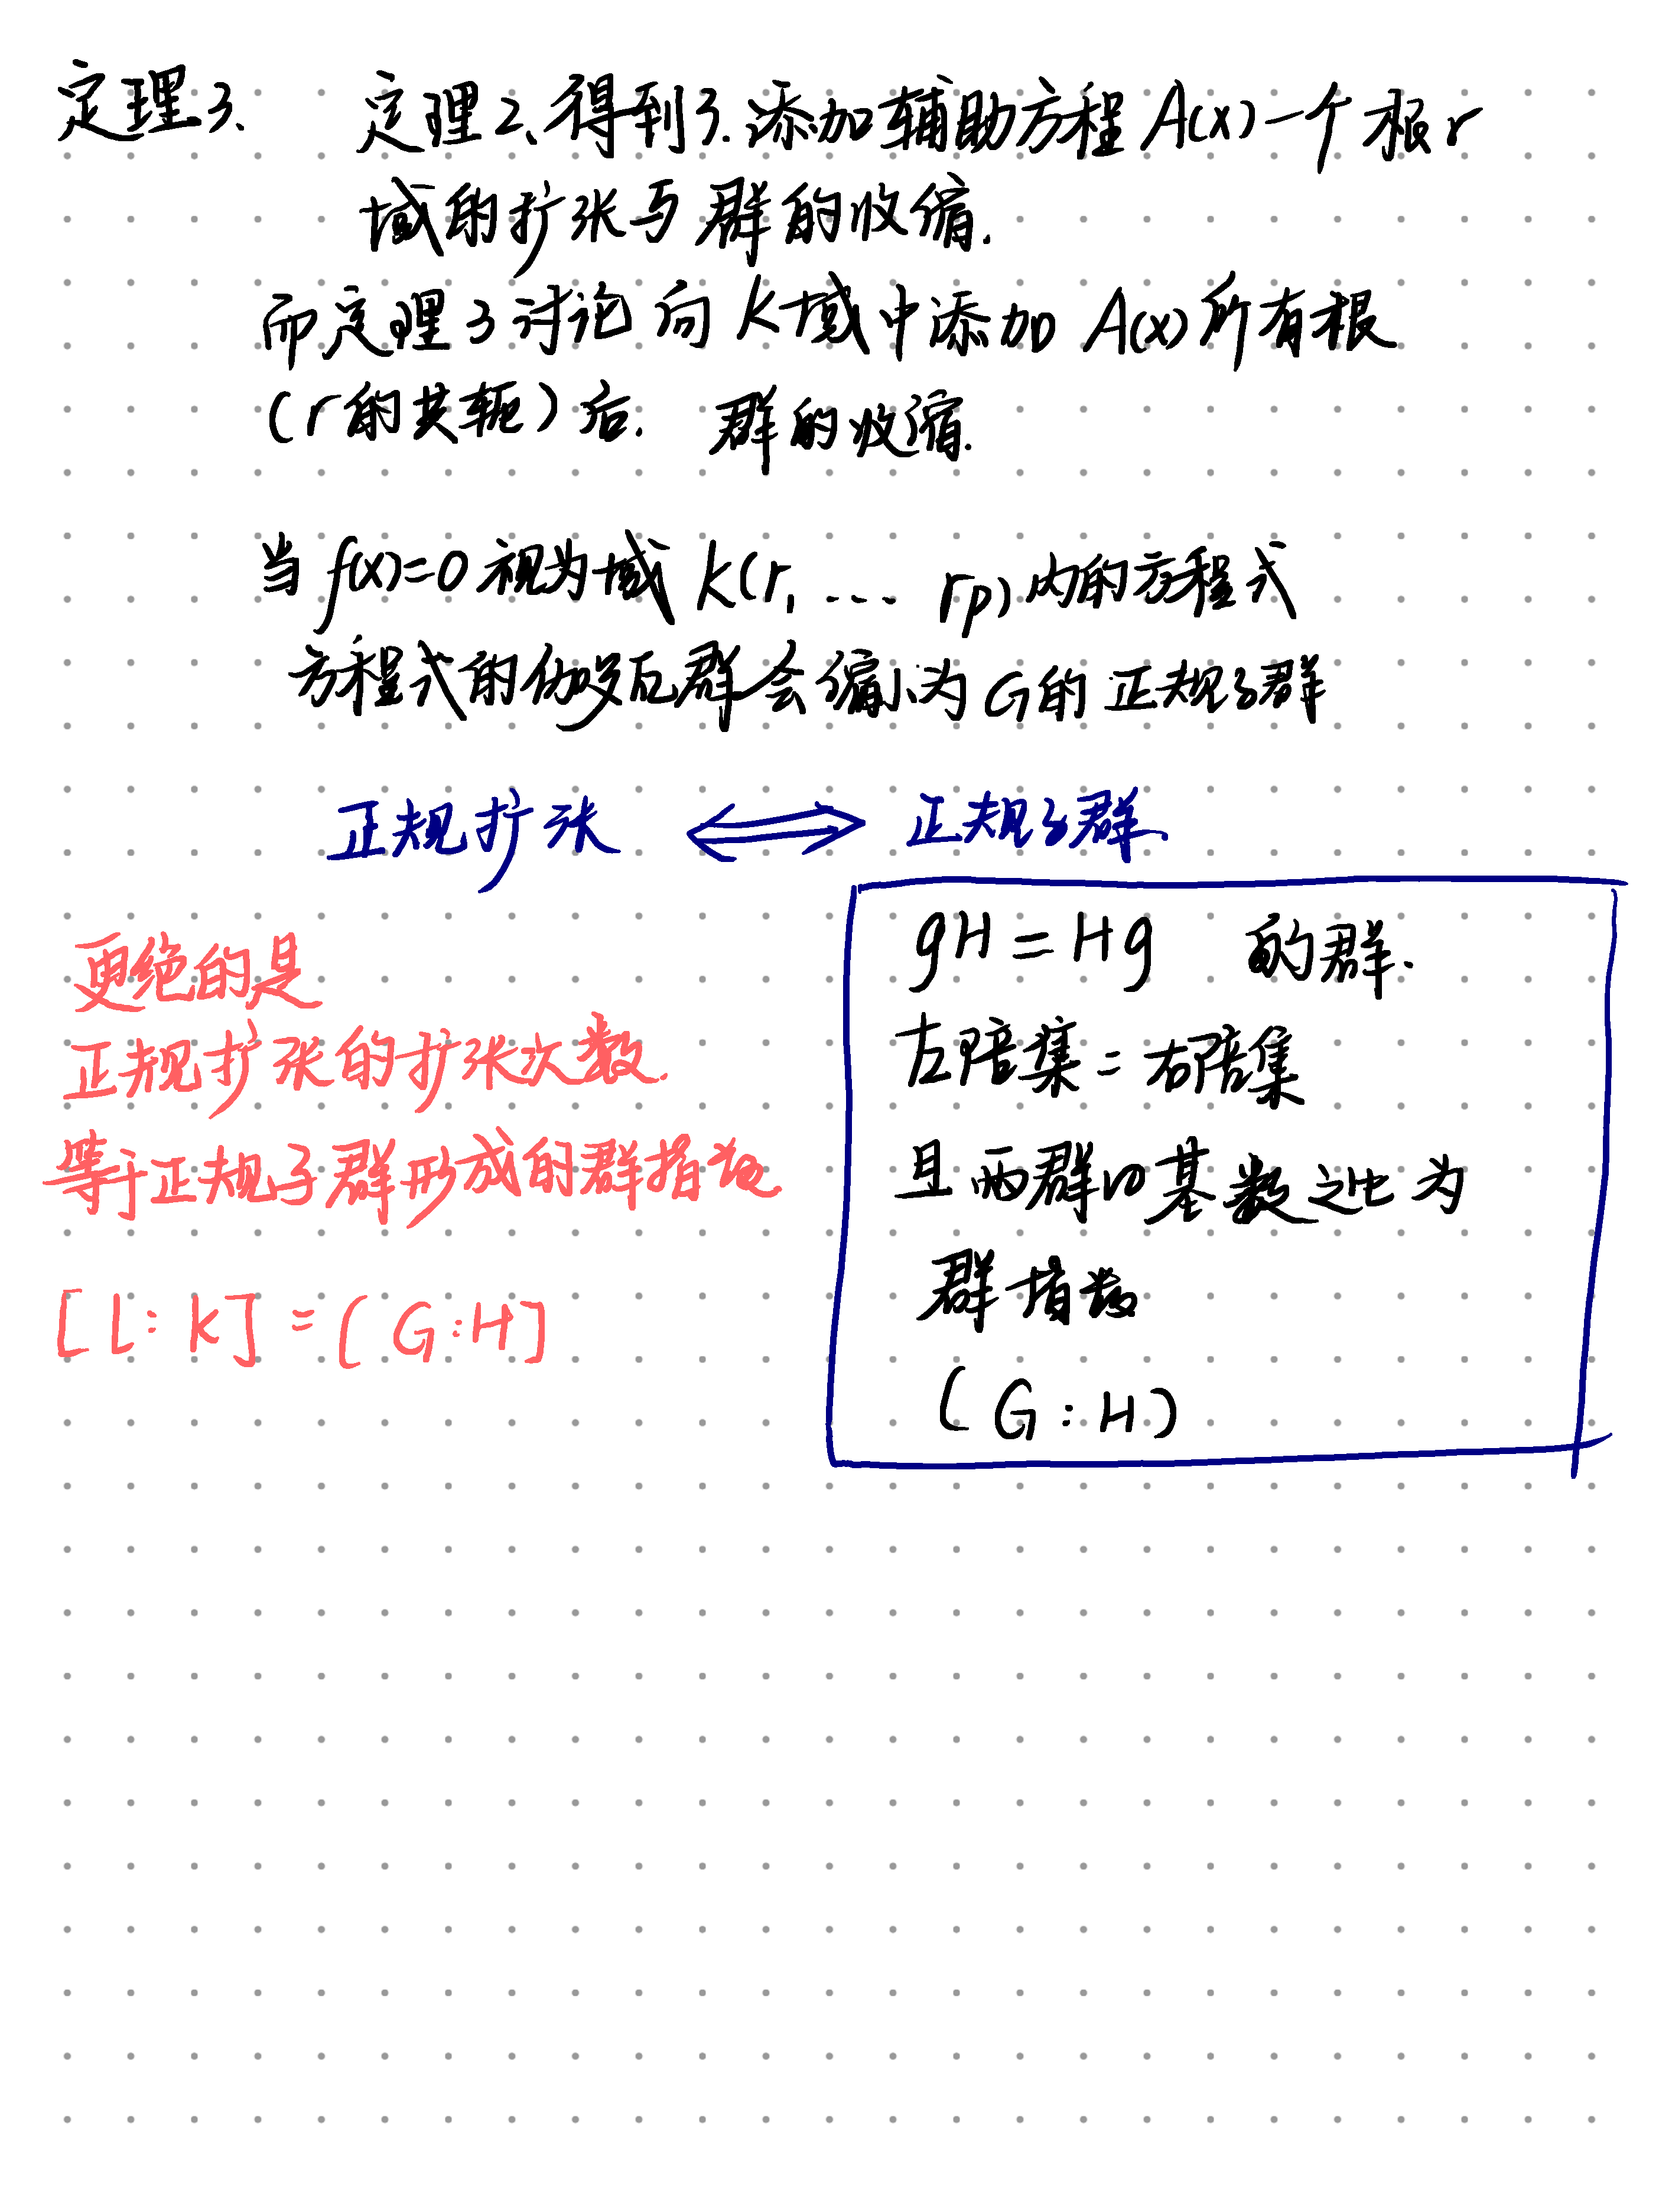 定理3. 定理2、得到了.添加辅助方程 A(x)一个根r
域的扩张与群的收缩.
而定理3讨论向K域中添加 A(x)所有根
(r的共轭)后. 群的收缩.
当 f(x)=0 视为域 K(r1 ... rp)内的方程式
方程式的伽罗瓦群会缩小为 G的正规子群
正规扩张 ⟺ 正规子群.
更绝的是
正规扩张的扩张次数.
等于正规子群形成的群指数
[L:K]=(G:H]
gH=Hg 的群.
左陪集=右陪集
且两群的基数之比为
群指数
(G:H)